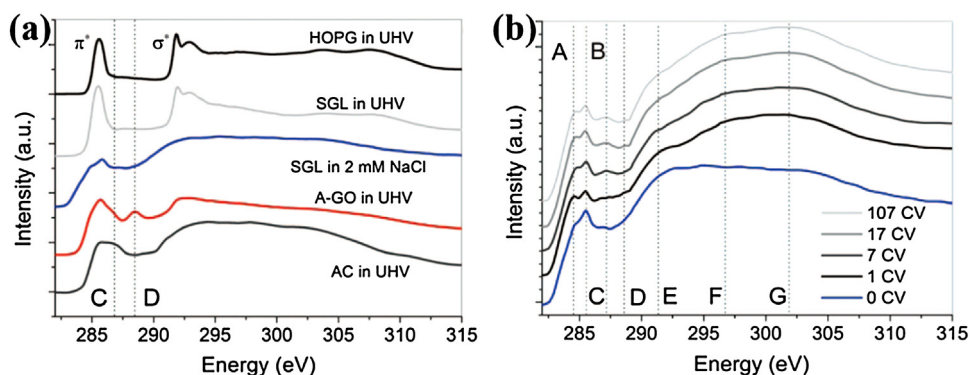 (a)
π*
σ*
HOPG in UHV
SGL in UHV
SGL in 2 mM NaCl
A-GO in UHV
AC in UHV
C D
Intensity (a.u.)
285 290 295 300 305 310 315
Energy (eV)
(b)
A B
C D E F G
107 CV
17 CV
7 CV
1 CV
0 CV
Intensity (a.u.)
285 290 295 300 305 310 315
Energy (eV)